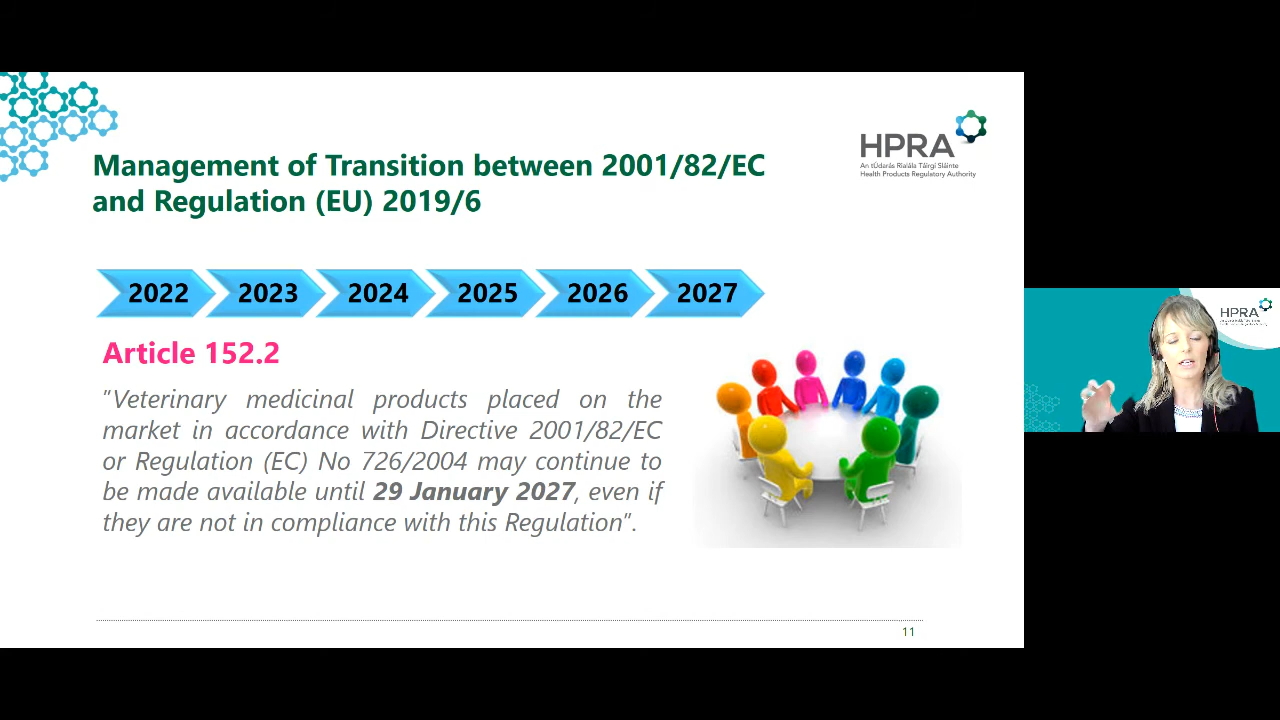 Management of Transition between 2001/82/EC
and Regulation (EU) 2019/6
HPRA
An tÚdarás Rialála Táirgí Sláinte
Health Products Regulatory Authority
2022 2023 2024 2025 2026 2027
Article 152.2
"Veterinary medicinal products placed on the
market in accordance with Directive 2001/82/EC
or Regulation (EC) No 726/2004 may continue to
be made available until 29 January 2027, even if
they are not in compliance with this Regulation".
11
HPRA